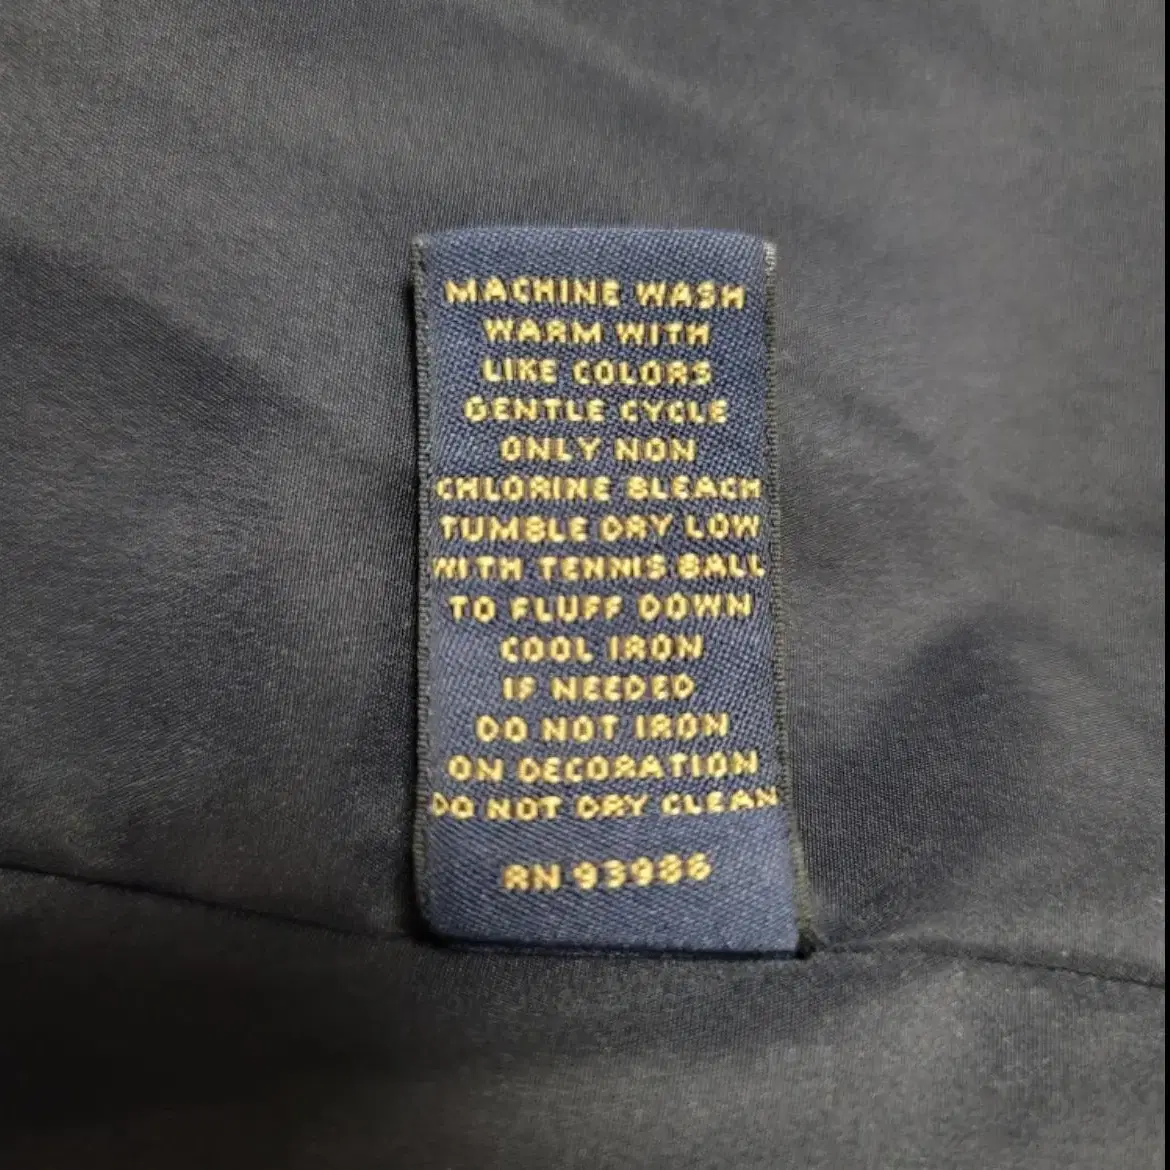 MACHINE WASH
WARM WITH
LIKE COLORS
GENTLE CYCLE
ONLY NON
CHLORINE BLEACH
TUMBLE DRY LOW
WITH TENNIS BALL
TO FLUFF DOWN
COOL IRON
IF NEEDED
DO NOT IRON
ON DECORATION
DO NOT DRY CLEAN
RN 93986